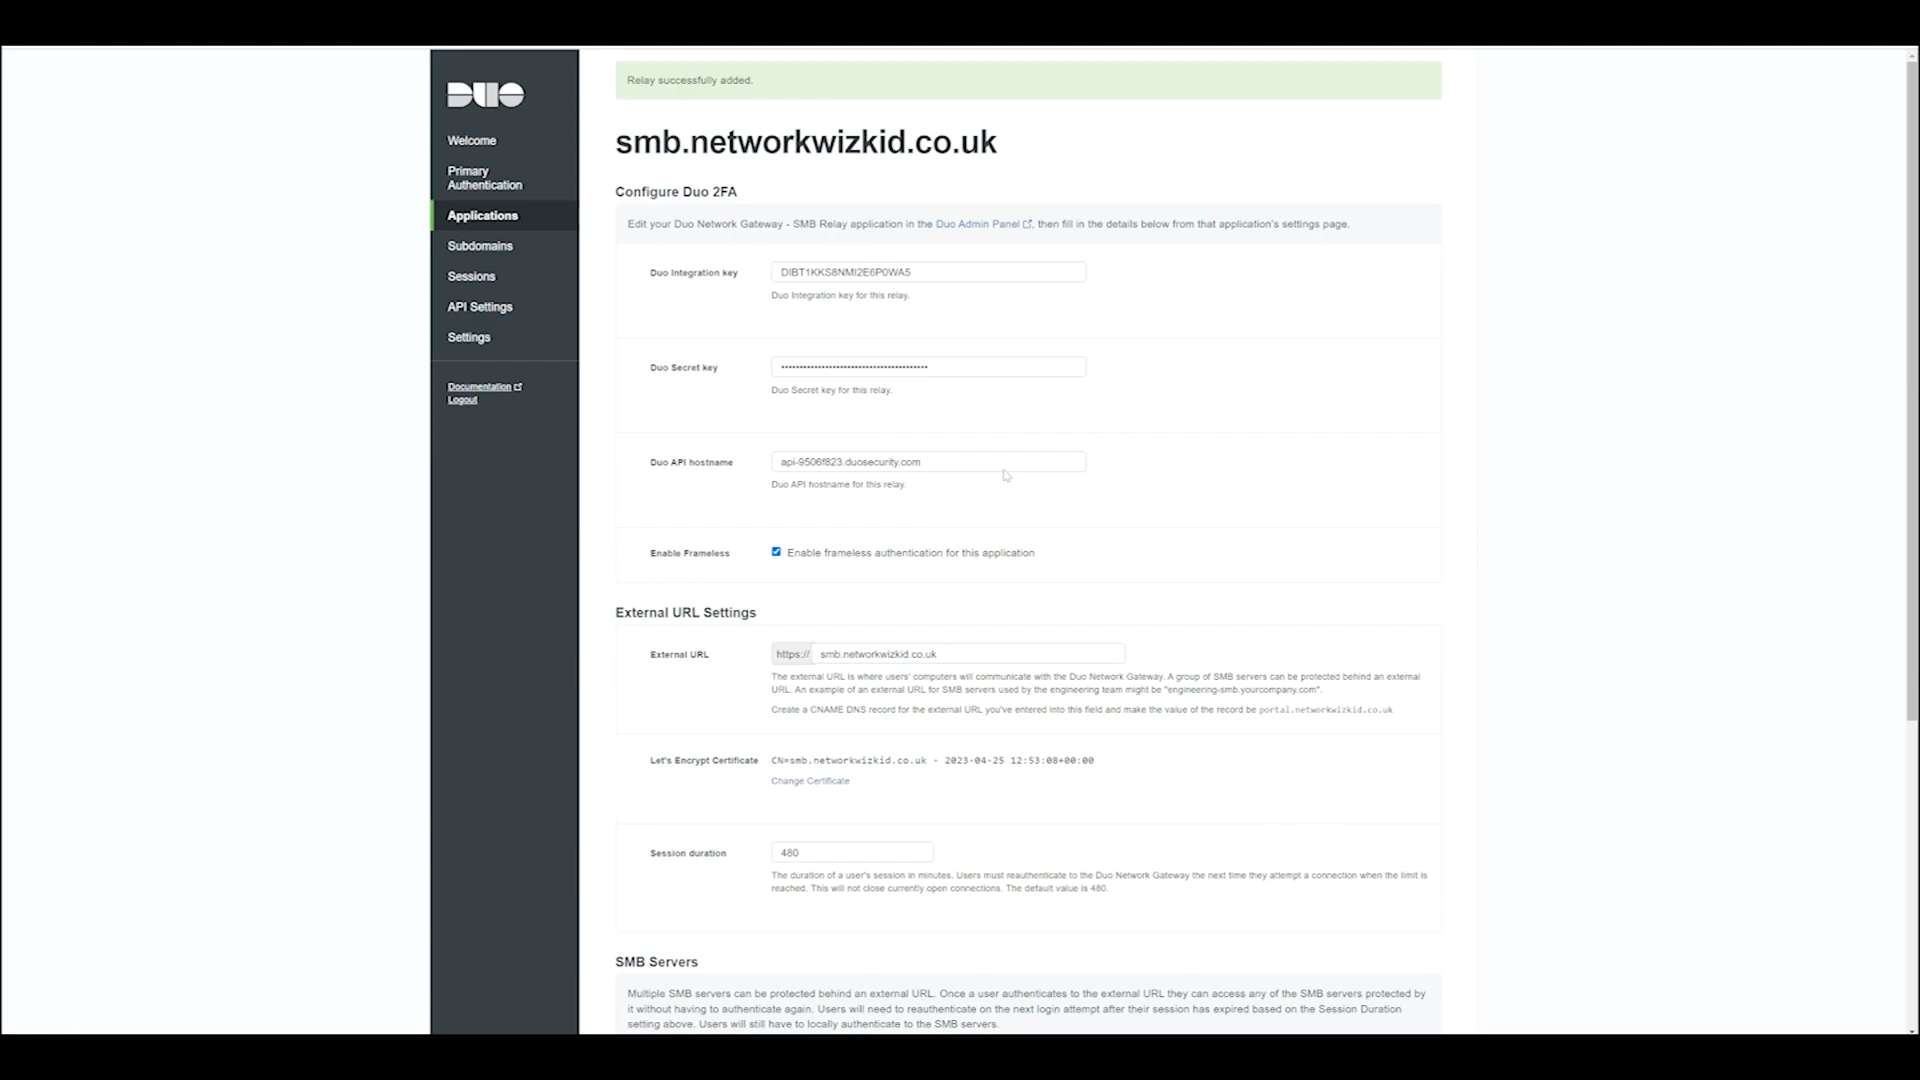 DUO
Welcome
Primary
Authentication
Applications
Subdomains
Sessions
API Settings
Settings
Documentation
Logout
Relay successfully added.
smb.networkwizkid.co.uk
Configure Duo 2FA
Edit your Duo Network Gateway - SMB Relay application in the Duo Admin Panel, then fill in the details below from that application's settings page.
Duo Integration key
DIBT1KKS8NMI2E6P0WA5
Duo Integration key for this relay.
Duo Secret key
Duo Secret key for this relay.
Duo API hostname
api-9506f823.duosecurity.com
Duo API hostname for this relay.
Enable Frameless
Enable frameless authentication for this application
External URL Settings
External URL
https:// smb.networkwizkid.co.uk
The external URL is where users' computers will communicate with the Duo Network Gateway. A group of SMB servers can be protected behind an external
URL. An example of an external URL for SMB servers used by the engineering team might be "engineering-smb.yourcompany.com".
Create a CNAME DNS record for the external URL you've entered into this field and make the value of the record be portal.networkwizkid.co.uk
Let's Encrypt Certificate
CN=smb.networkwizkid.co.uk - 2023-04-25 12:53:08+00:00
Change Certificate
Session duration
480
The duration of a user's session in minutes. Users must reauthenticate to the Duo Network Gateway the next time they attempt a connection when the limit is
reached. This will not close currently open connections. The default value is 480.
SMB Servers
Multiple SMB servers can be protected behind an external URL. Once a user authenticates to the external URL they can access any of the SMB servers protected by
it without having to authenticate again. Users will need to reauthenticate on the next login attempt after their session has expired based on the Session Duration
setting above. Users will still have to locally authenticate to the SMB servers.